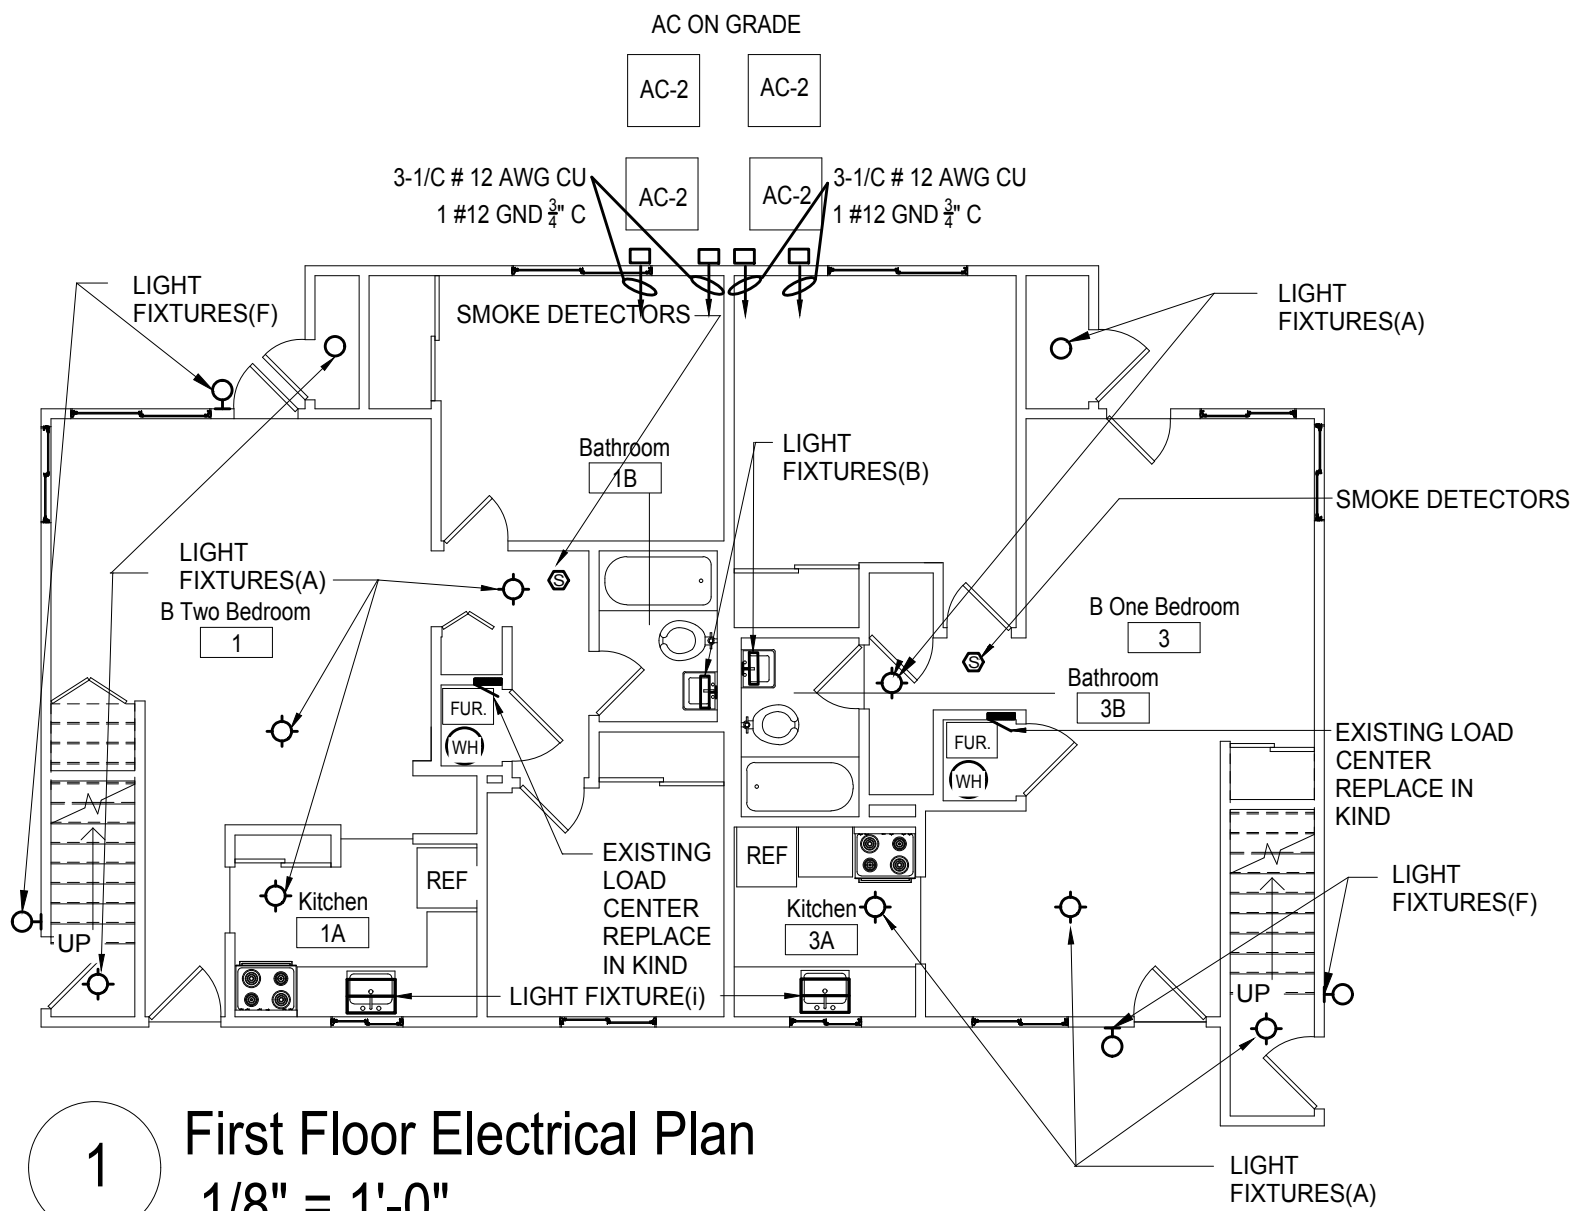 AC ON GRADE
AC-2
AC-2
3-1/C # 12 AWG CU
1 #12 GND 3/4" C
AC-2
AC-2
3-1/C # 12 AWG CU
1 #12 GND 3/4" C
LIGHT
FIXTURES(F)
SMOKE DETECTORS
LIGHT
FIXTURES(A)
Bathroom
1B
LIGHT
FIXTURES(B)
SMOKE DETECTORS
LIGHT
FIXTURES(A)
B Two Bedroom
1
S
B One Bedroom
3
S
Bathroom
3B
FUR.
WH
FUR.
WH
EXISTING LOAD
CENTER
REPLACE IN
KIND
EXISTING
LOAD
CENTER
REPLACE
IN KIND
REF
REF
Kitchen
1A
Kitchen
3A
LIGHT
FIXTURES(F)
UP
UP
LIGHT FIXTURE(i)
1
First Floor Electrical Plan
1/8" = 1'-0"
LIGHT
FIXTURES(A)